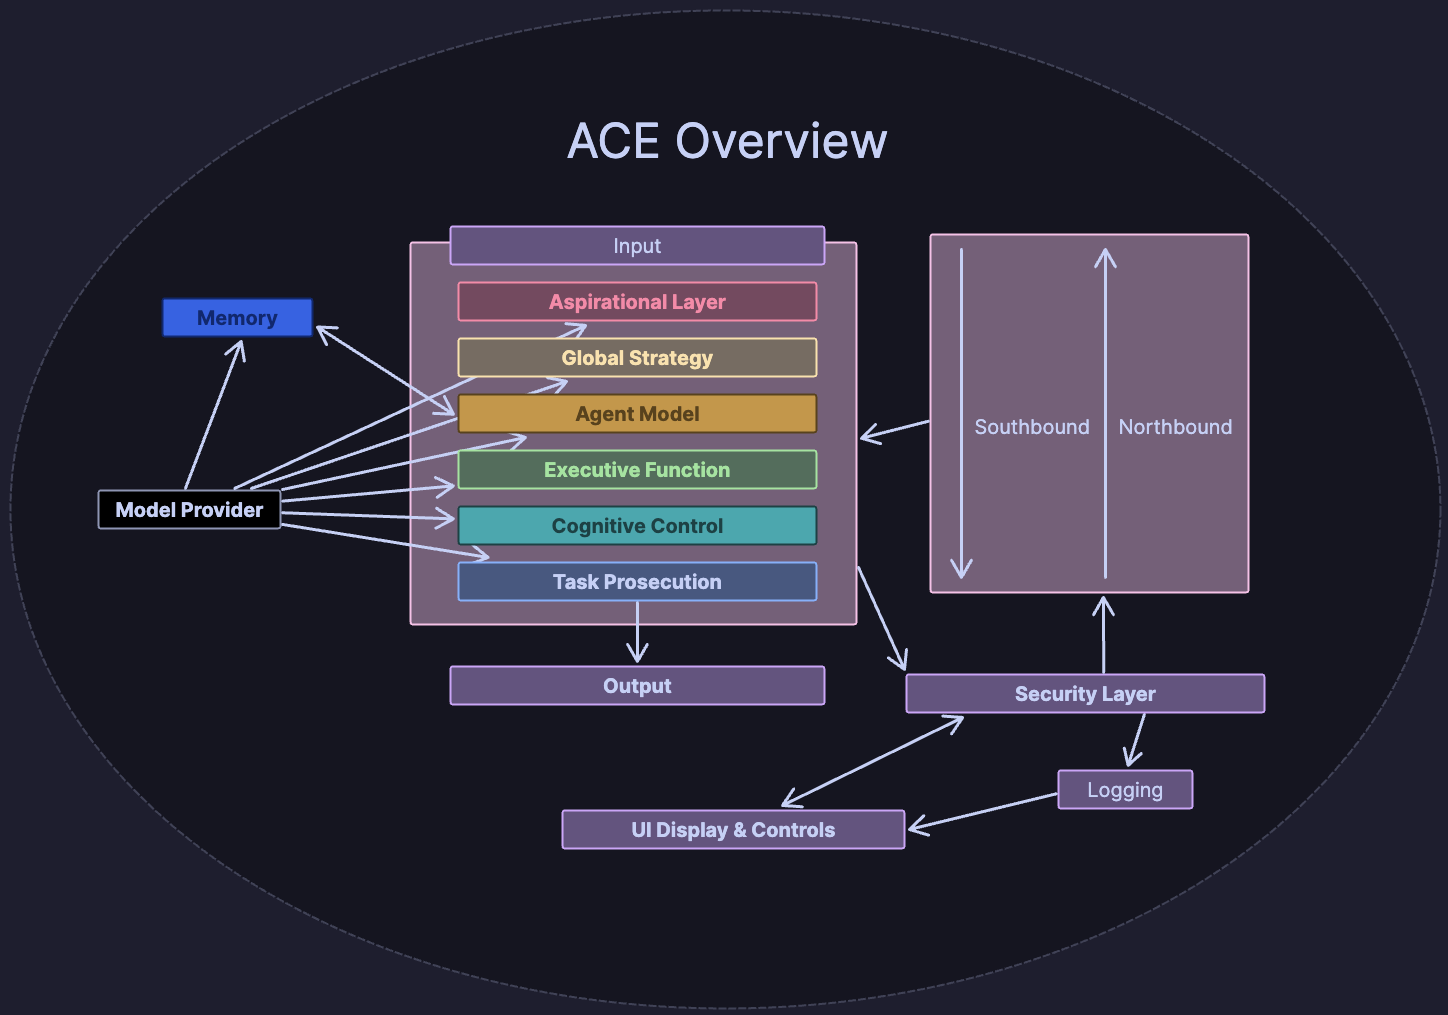 ACE Overview
Input
Aspirational Layer
Global Strategy
Agent Model
Executive Function
Cognitive Control
Task Prosecution
Output
Memory
Model Provider
Southbound
Northbound
Security Layer
Logging
UI Display & Controls